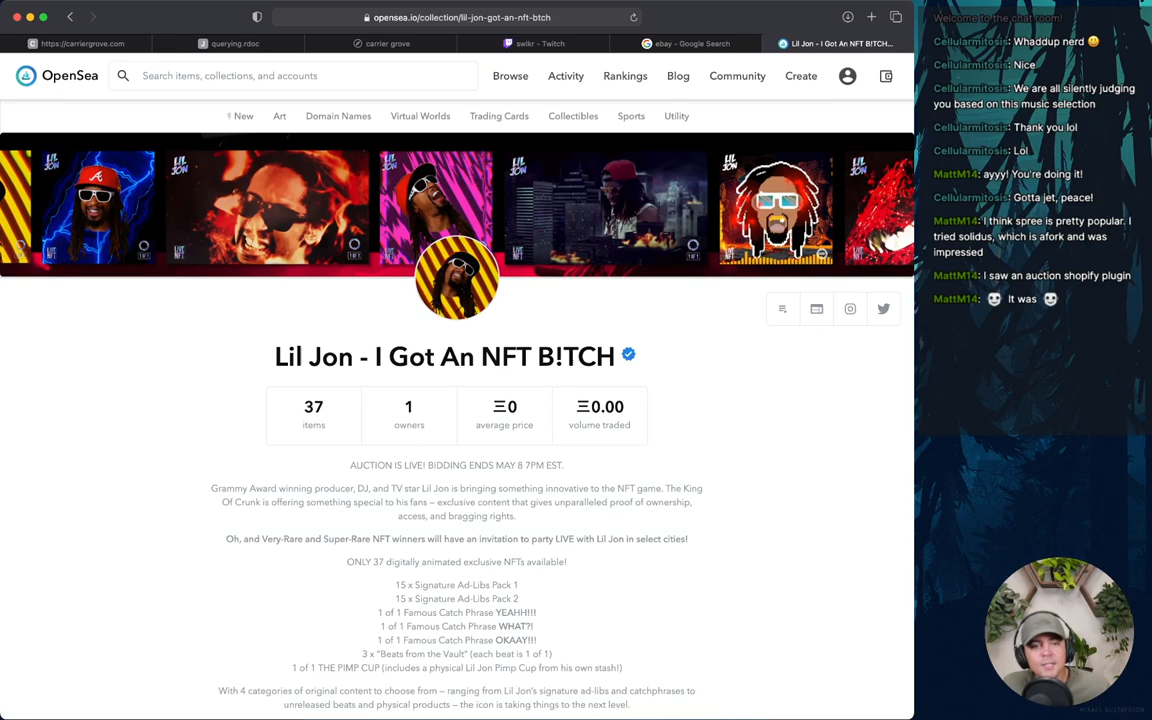 opensea.io/collection/lil-jon-got-an-nft-btch
https://carriergrove.com
querying.rdoc
carrier grove
swlkr - Twitch
ebay - Google Search
Lil Jon - I Got An NFT B!TCH...
OpenSea
Search items, collections, and accounts
Browse
Activity
Rankings
Blog
Community
Create
New
Art
Domain Names
Virtual Worlds
Trading Cards
Collectibles
Sports
Utility
Lil Jon - I Got An NFT B!TCH
37
items
1
owners
0
average price
0.00
volume traded
AUCTION IS LIVE! BIDDING ENDS MAY 8 7PM EST.
Grammy Award winning producer, DJ, and TV star Lil Jon is bringing something innovative to the NFT game. The King
Of Crunk is offering something special to his fans – exclusive content that gives unparalleled proof of ownership,
access, and bragging rights.
Oh, and Very-Rare and Super-Rare NFT winners will have an invitation to party LIVE with Lil Jon in select cities!
ONLY 37 digitally animated exclusive NFTs available!
15 x Signature Ad-Libs Pack 1
15 x Signature Ad-Libs Pack 2
1 of 1 Famous Catch Phrase YEAHH!!!
1 of 1 Famous Catch Phrase WHAT?!
1 of 1 Famous Catch Phrase OKAAY!!!
3 x "Beats from the Vault" (each beat is 1 of 1)
1 of 1 THE PIMP CUP (includes a physical Lil Jon Pimp Cup from his own stash!)
With 4 categories of original content to choose from – ranging from Lil Jon's signature ad-libs and catchphrases to
unreleased beats and physical products – the icon is taking things to the next level.
Welcome to the chat room!
Cellularmitosis: Whaddup nerd
Cellularmitosis: Nice
Cellularmitosis: We are all silently judging
you based on this music selection
Cellularmitosis: Thank you lol
Cellularmitosis: Lol
MattM14: ayyy! You're doing it!
Cellularmitosis: Gotta jet, peace!
MattM14: I think spree is pretty popular. I
tried solidus, which is afork and was
impressed
MattM14: I saw an auction shopify plugin
MattM14: It was
MIKAEL GUSTAFSSON